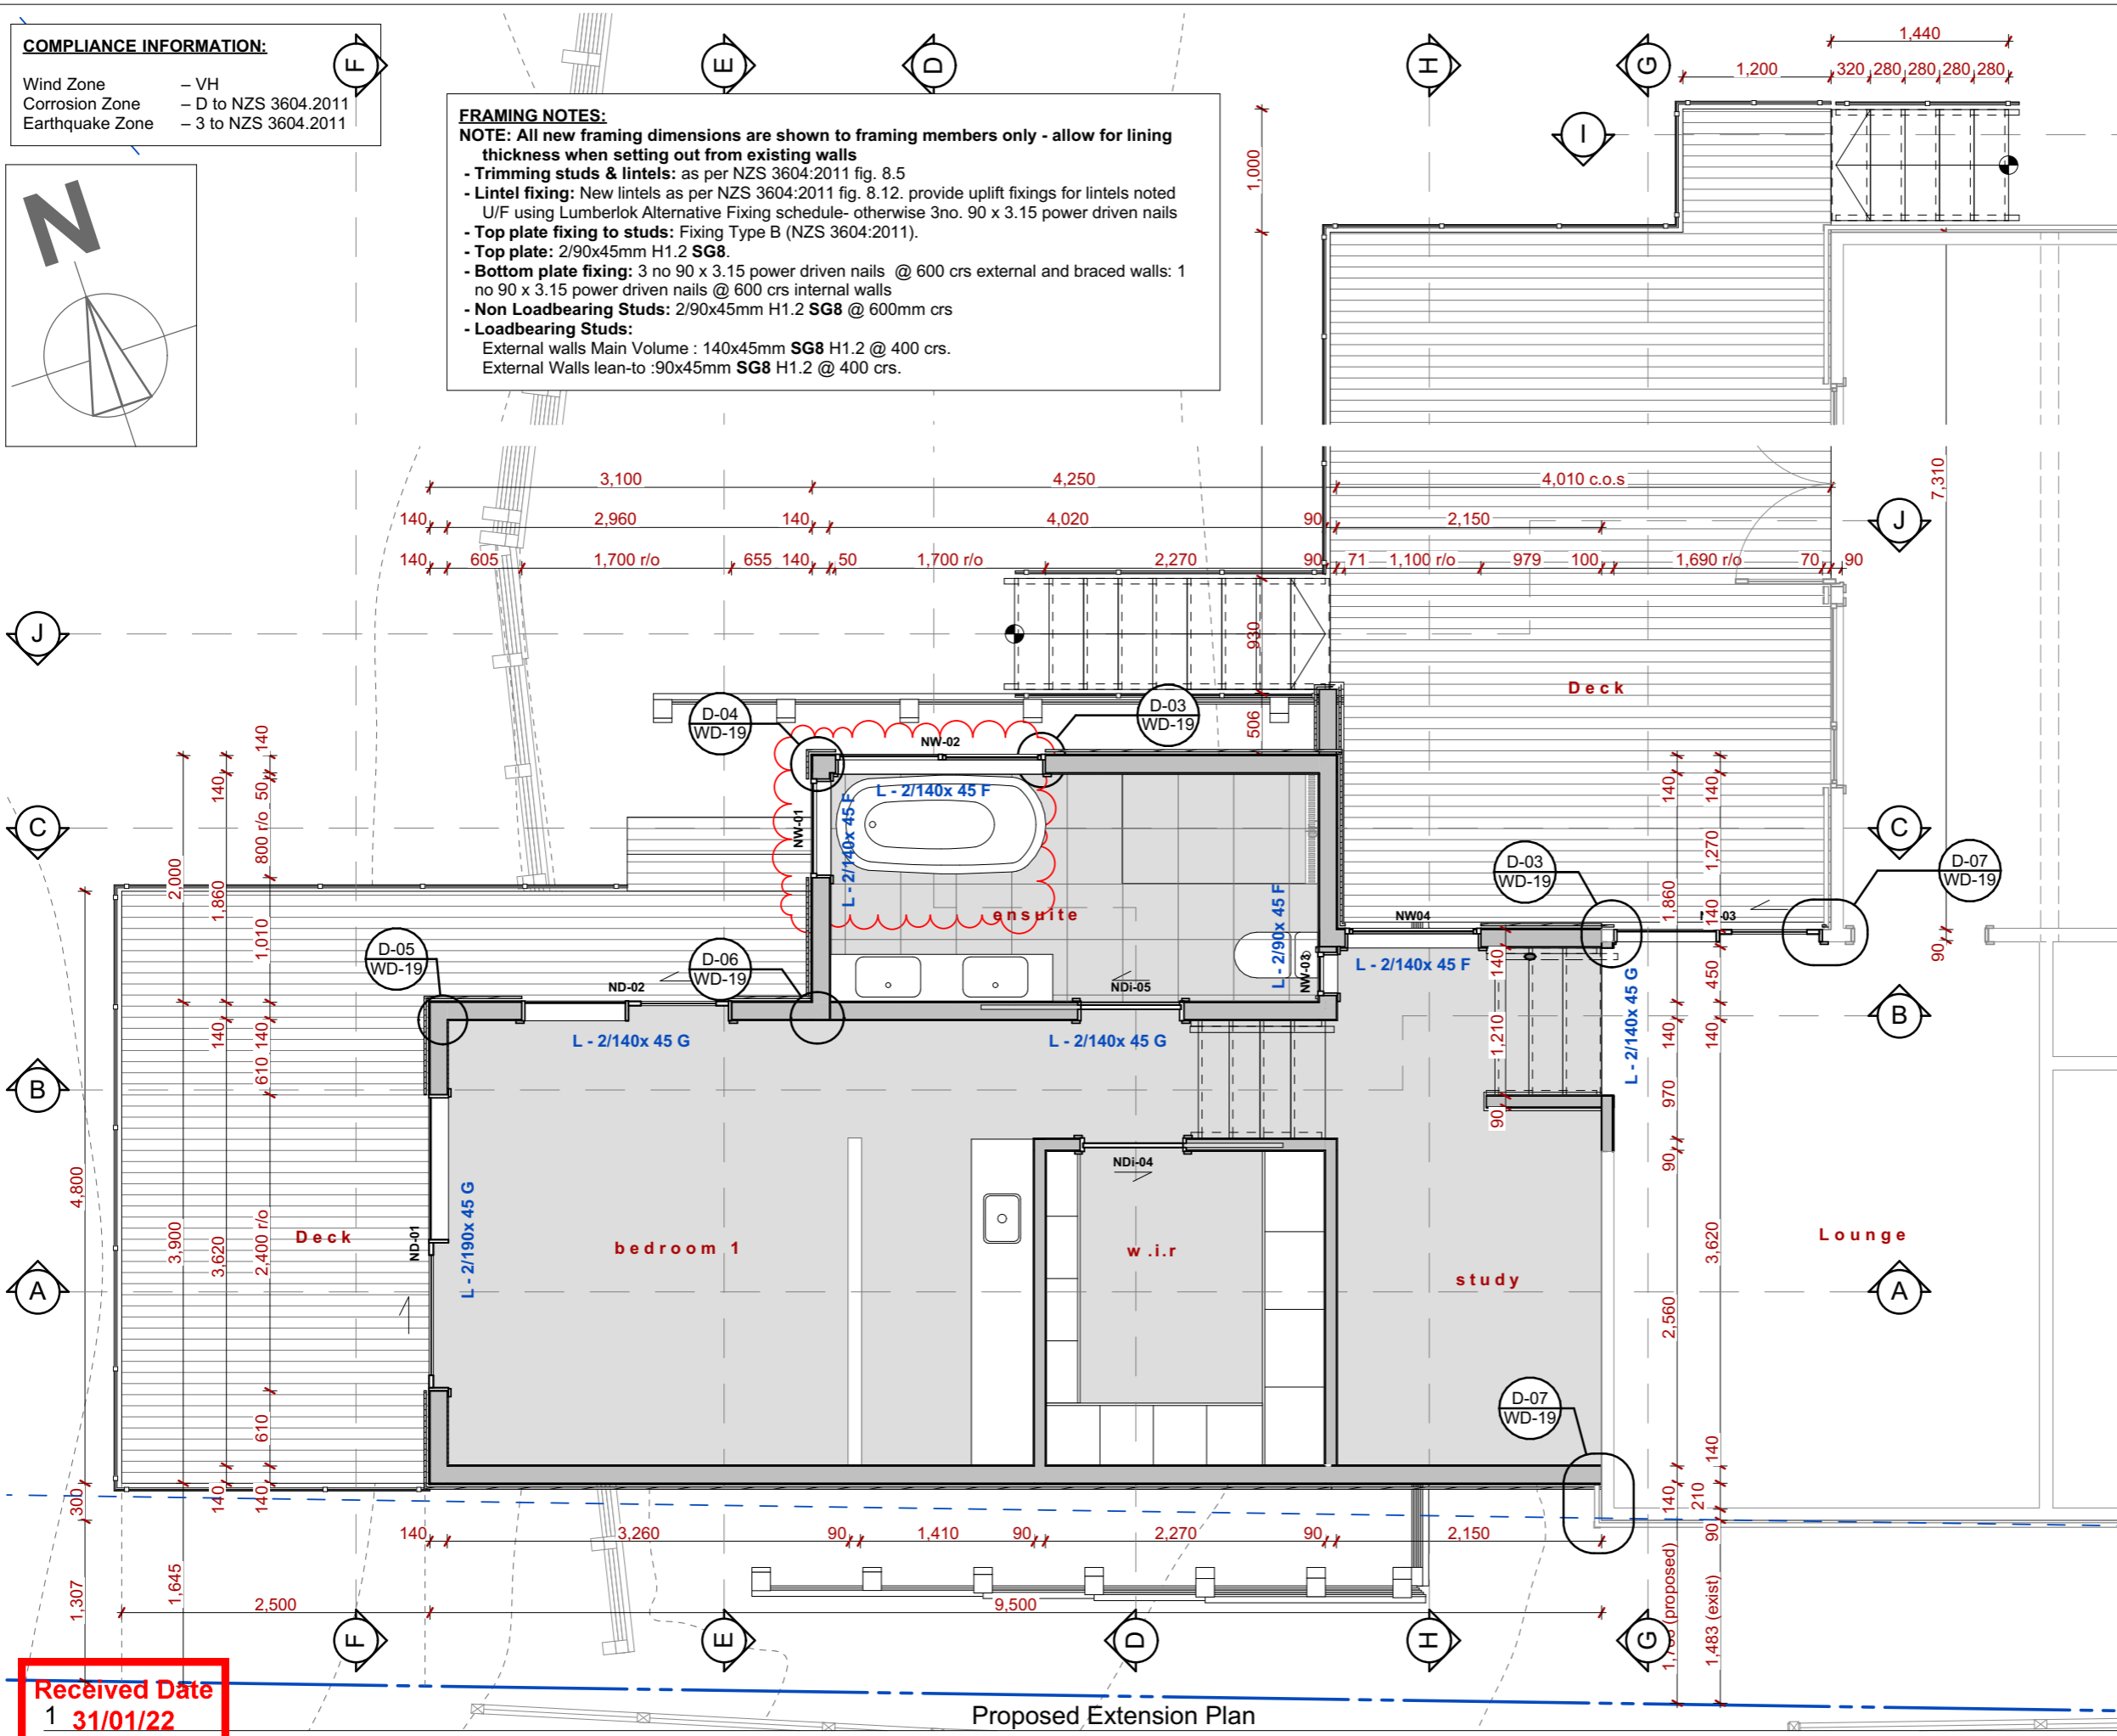 COMPLIANCE INFORMATION:
Wind Zone – VH
Corrosion Zone – D to NZS 3604.2011
Earthquake Zone – 3 to NZS 3604.2011
F
E
D
H
G
I
1,440
1,200 320 280 280 280 280
N
FRAMING NOTES:
NOTE: All new framing dimensions are shown to framing members only - allow for lining
thickness when setting out from existing walls
- Trimming studs & lintels: as per NZS 3604:2011 fig. 8.5
- Lintel fixing: New lintels as per NZS 3604:2011 fig. 8.12. provide uplift fixings for lintels noted
U/F using Lumberlok Alternative Fixing schedule- otherwise 3no. 90 x 3.15 power driven nails
- Top plate fixing to studs: Fixing Type B (NZS 3604:2011).
- Top plate: 2/90x45mm H1.2 SG8.
- Bottom plate fixing: 3 no 90 x 3.15 power driven nails @ 600 crs external and braced walls: 1
no 90 x 3.15 power driven nails @ 600 crs internal walls
- Non Loadbearing Studs: 2/90x45mm H1.2 SG8 @ 600mm crs
- Loadbearing Studs:
External walls Main Volume : 140x45mm SG8 H1.2 @ 400 crs.
External Walls lean-to :90x45mm SG8 H1.2 @ 400 crs.
1,000
7,310
3,100 4,250 4,010 c.o.s
140 2,960 140 4,020 90 2,150
140 605 1,700 r/o 655 140 50 1,700 r/o 2,270 90 71 1,100 r/o 979 100 1,690 r/o 70 90
J
J
930
506
Deck
D-04
WD-19
D-03
WD-19
NW-02
L - 2/140x 45 F
NW-01
L - 2/140x 45 F
ensuite
L - 2/90x 45 F
NW-03
C
C
140
50
800 r/o
1,010
140
610
2,400 r/o
610
140
140
1,860
140
3,620
140
2,000
3,900
1,645
4,800
300
1,307
D-05
WD-19
D-06
WD-19
ND-02
NDi-05
L - 2/140x 45 G
L - 2/140x 45 G
D-03
WD-19
D-07
WD-19
NW04
L - 2/140x 45 F
L - 2/140x 45 G
140
1,210
90
140
1,860
140
970
90
2,560
140
140
1,270
140
450
140
3,620
140
210
90
90
B
B
ND-01
L - 2/190x 45 G
Deck
bedroom 1
NDi-04
w.i.r
study
Lounge
A
A
D-07
WD-19
140 3,260 90 1,410 90 2,270 90 2,150
2,500 9,500
1,483 (exist)
F
E
D
H
G
Received Date
31/01/22
1
Proposed Extension Plan